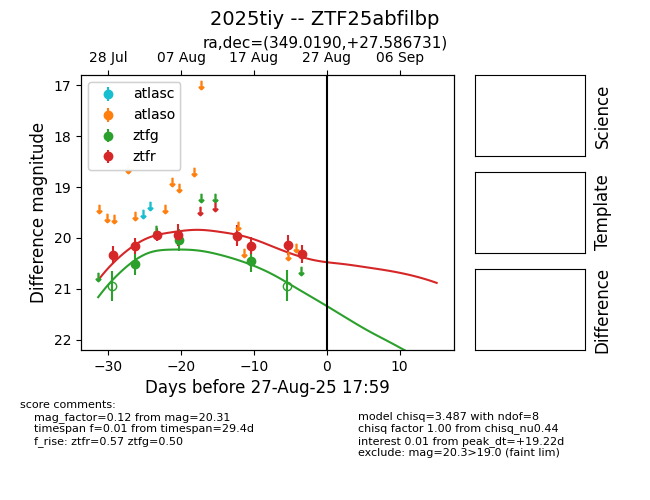 2025tiy -- ZTF25abfilbp
ra,dec=(349.0190,+27.586731)
28 Jul 07 Aug 17 Aug 27 Aug 06 Sep
17
18
19
20
21
22
Difference magnitude
atlasc
atlaso
ztfg
ztfr
−30 −20 −10 0 10
Days before 27-Aug-25 17:59
Science
Template
Difference
score comments:
mag_factor=0.12 from mag=20.31
timespan f=0.01 from timespan=29.4d
f_rise: ztfr=0.57 ztfg=0.50
model chisq=3.487 with ndof=8
chisq factor 1.00 from chisq_nu0.44
interest 0.01 from peak_dt=+19.22d
exclude: mag=20.3>19.0 (faint lim)